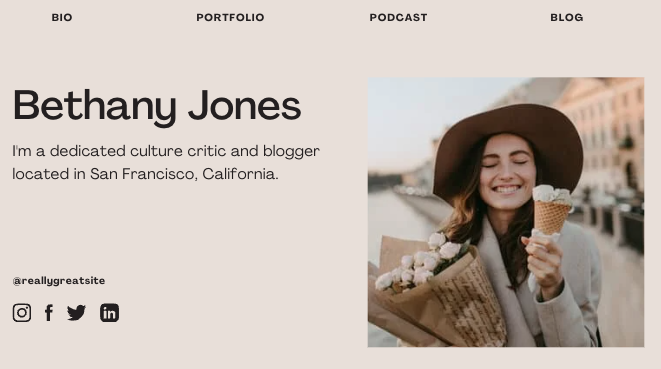 BIO PORTFOLIO PODCAST BLOG
Bethany Jones
I'm a dedicated culture critic and blogger
located in San Francisco, California.
@reallygreatsite